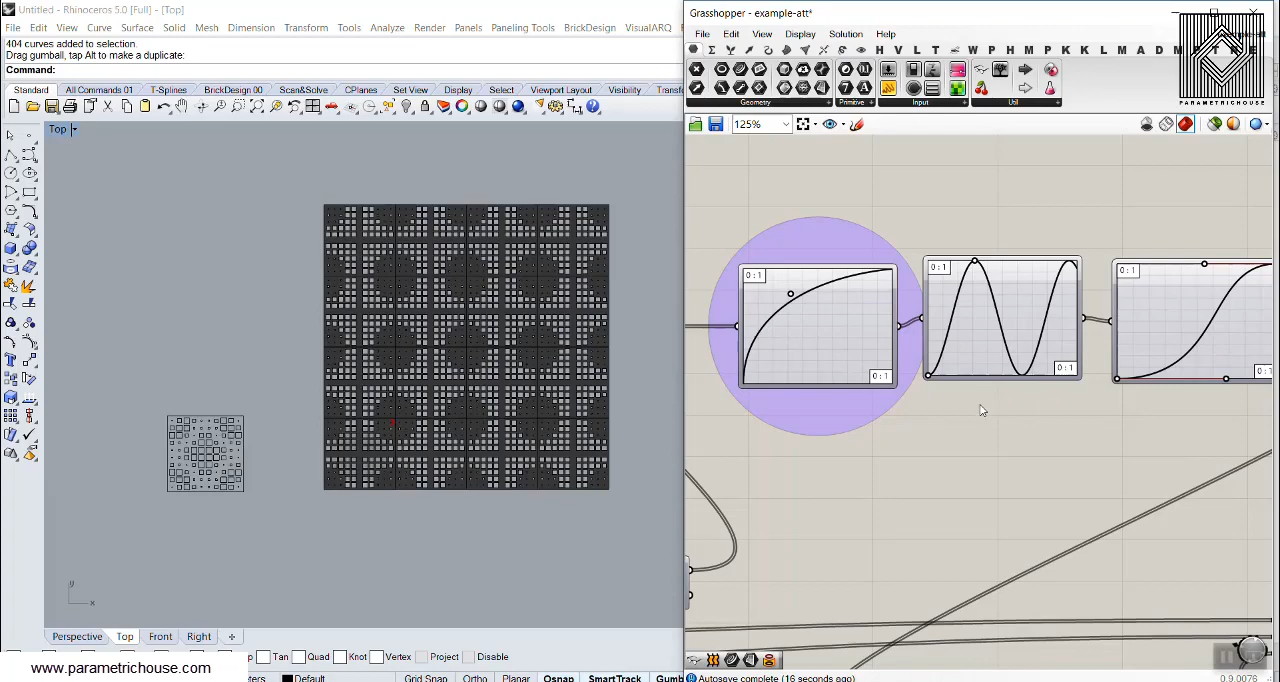 Untitled - Rhinoceros 5.0 [Full] - [Top]
File Edit View Curve Surface Solid Mesh Dimension Transform Tools Analyze Render Panels Paneling Tools BrickDesign VisualARQ
404 curves added to selection.
Drag gumball, tap Alt to make a duplicate:
Command:
Standard All Commands 01 T-Splines BrickDesign 00 Scan&Solve CPlanes Set View Display Select Viewport Layout Visibility
Top
y
x
Perspective Top Front Right
Tan Quad Knot Vertex Project Disable
www.parametrichouse.com
Default Grid Snap Ortho Planar Osnap SmartTrack
Grasshopper - example-att*
File Edit View Display Solution Help
H V L T W P H M P K K L M A D M P T R E
Geometry Primitive Input Util
PARAMETRICHOUSE
125%
0 : 1
0 : 1
0 : 1
0 : 1
0 : 1
Autosave complete (16 seconds ago)
0.9.0076